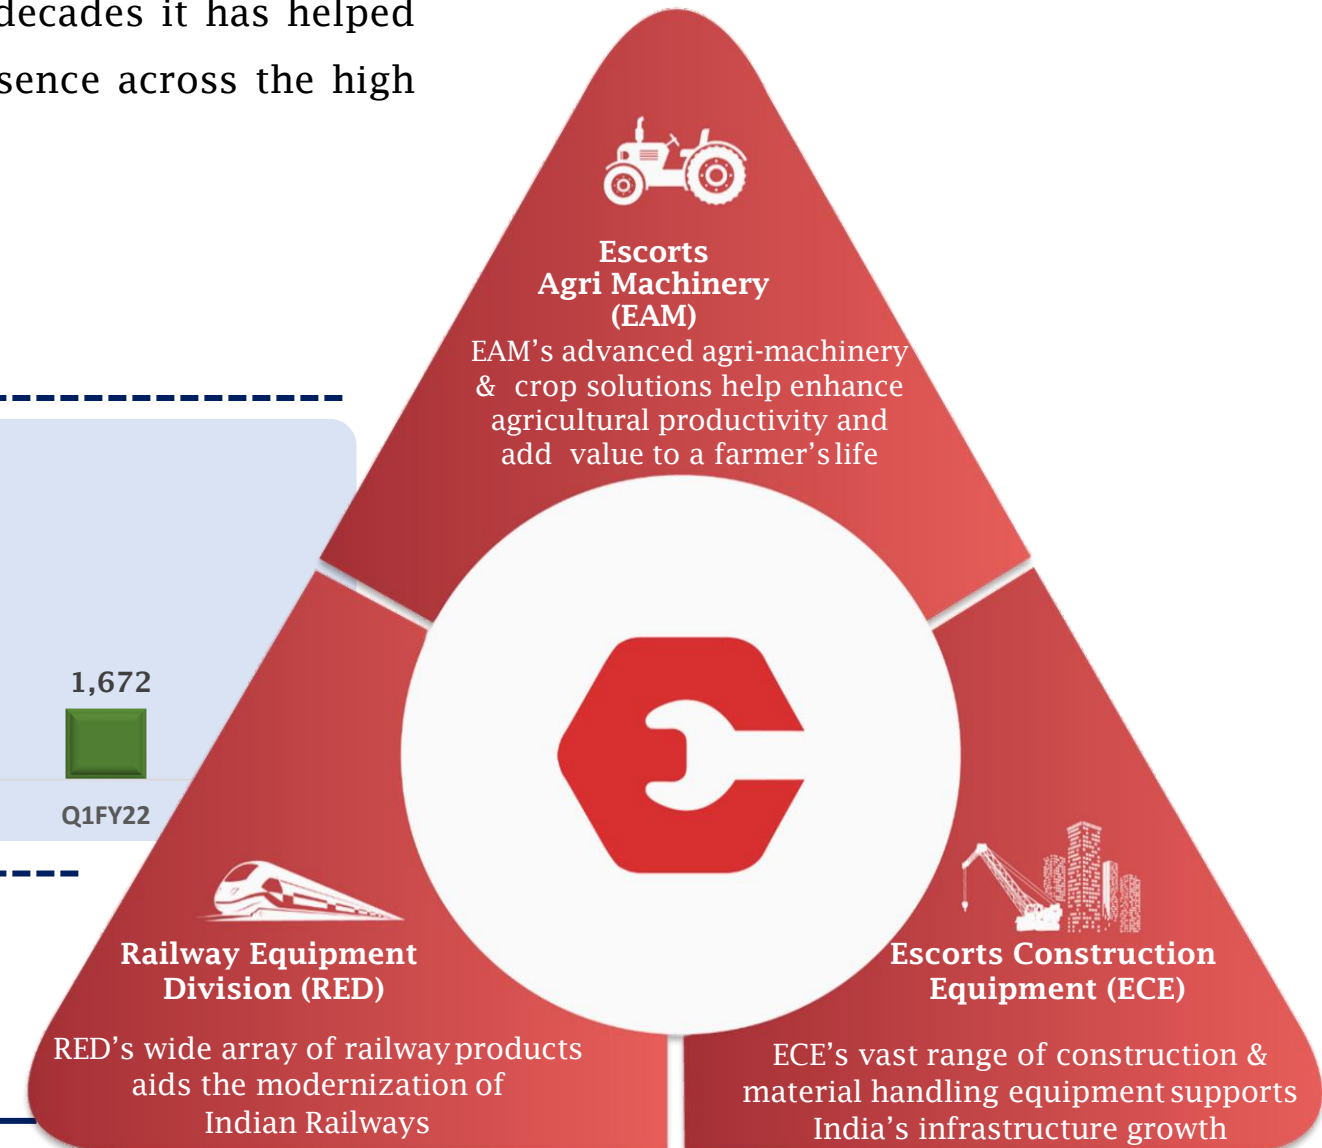 decades it has helped
sence across the high
Escorts
Agri Machinery
(EAM)
EAM’s advanced agri-machinery
& crop solutions help enhance
agricultural productivity and
add value to a farmer’s life
1,672
Q1FY22
Railway Equipment
Division (RED)
RED’s wide array of railway products
aids the modernization of
Indian Railways
Escorts Construction
Equipment (ECE)
ECE’s vast range of construction &
material handling equipment supports
India’s infrastructure growth